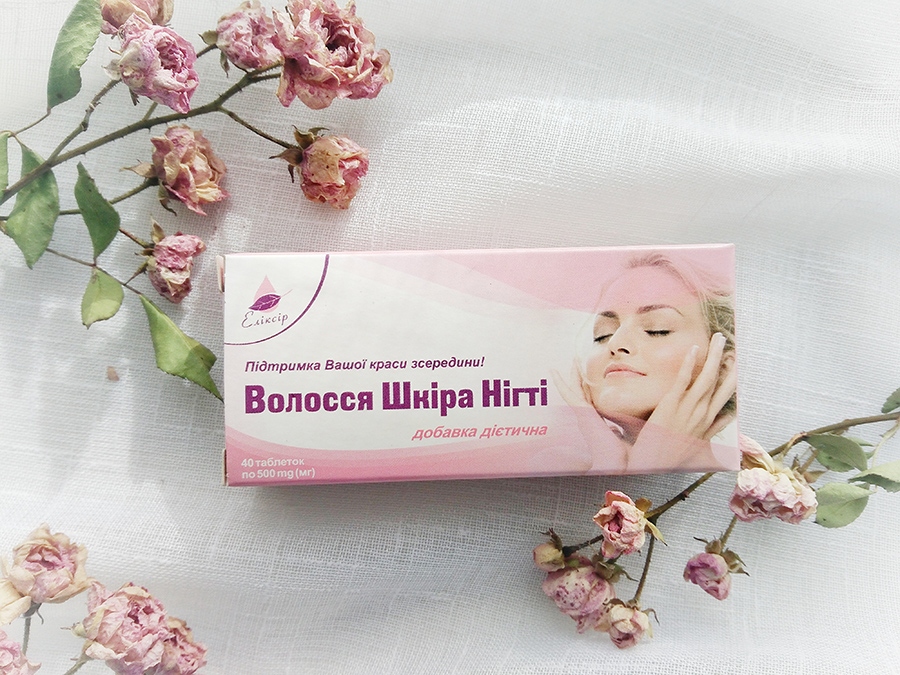 Еліксір
Підтримка Вашої краси зсередини!
Волосся Шкіра Нігті
добавка дієтична
40 таблеток
по 500 mg (мг)